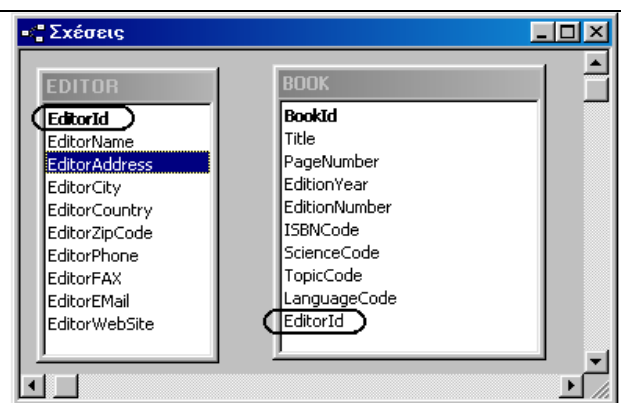 Σχέσεις
EDITOR
EditorId
EditorName
EditorAddress
EditorCity
EditorCountry
EditorZipCode
EditorPhone
EditorFAX
EditorEMail
EditorWebSite
BOOK
BookId
Title
PageNumber
EditionYear
EditionNumber
ISBNCode
ScienceCode
TopicCode
LanguageCode
EditorId